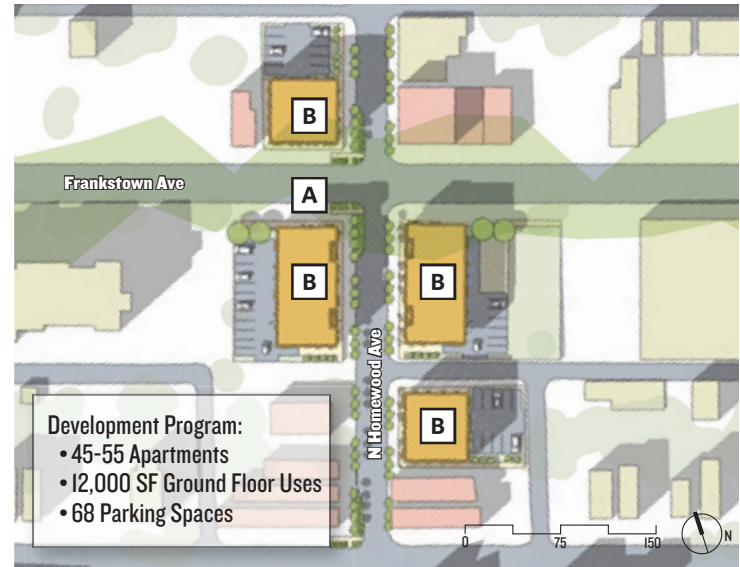 B
Frankstown Ave
A
B
B
N Homewood Ave
B
Development Program:
• 45-55 Apartments
• 12,000 SF Ground Floor Uses
• 68 Parking Spaces
0 75 150
N